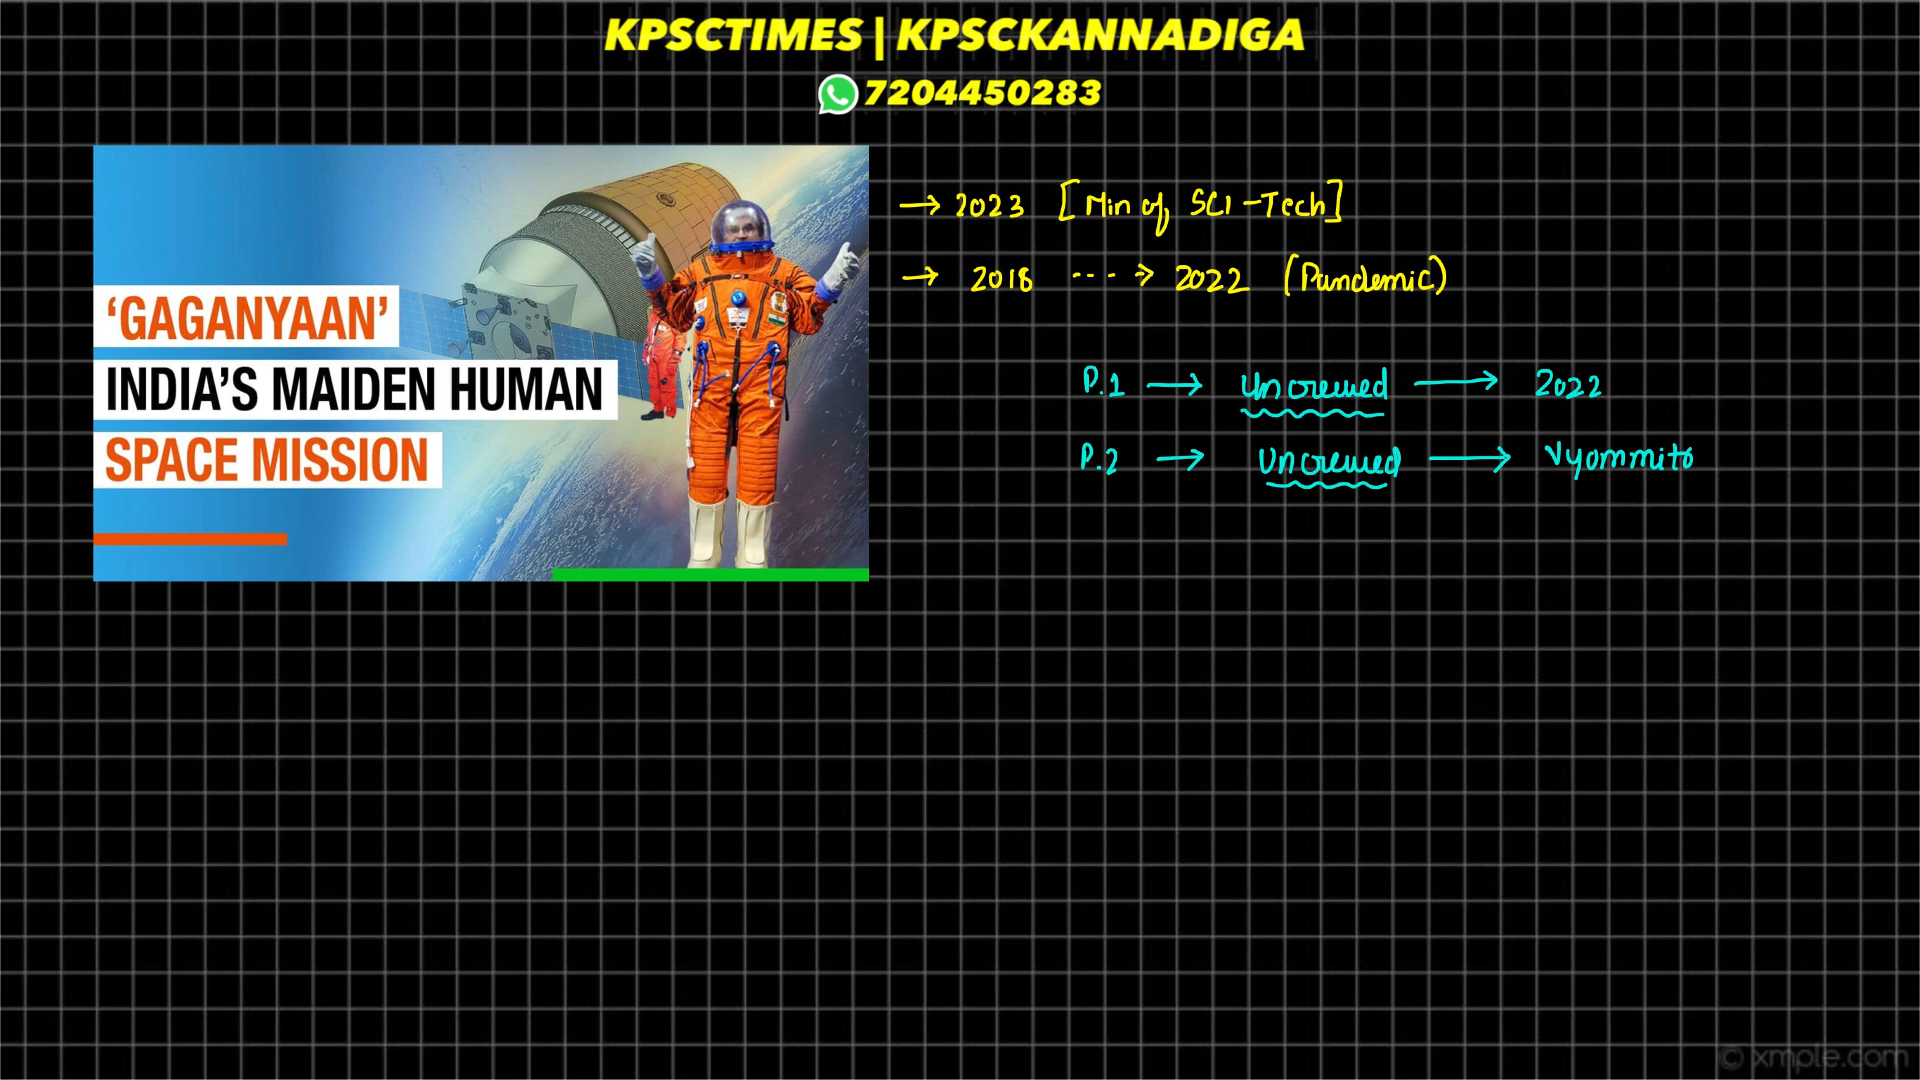 KPSCTIMES | KPSCKANNADIGA
7204450283
‘GAGANYAAN’
INDIA’S MAIDEN HUMAN
SPACE MISSION
→ 2023 [Min of SCI-Tech]
→ 2018 ---> 2022 (Pandemic)
P.1 → Uncrewed → 2022
P.2 → Uncrewed → Vyommito
© xmple.com